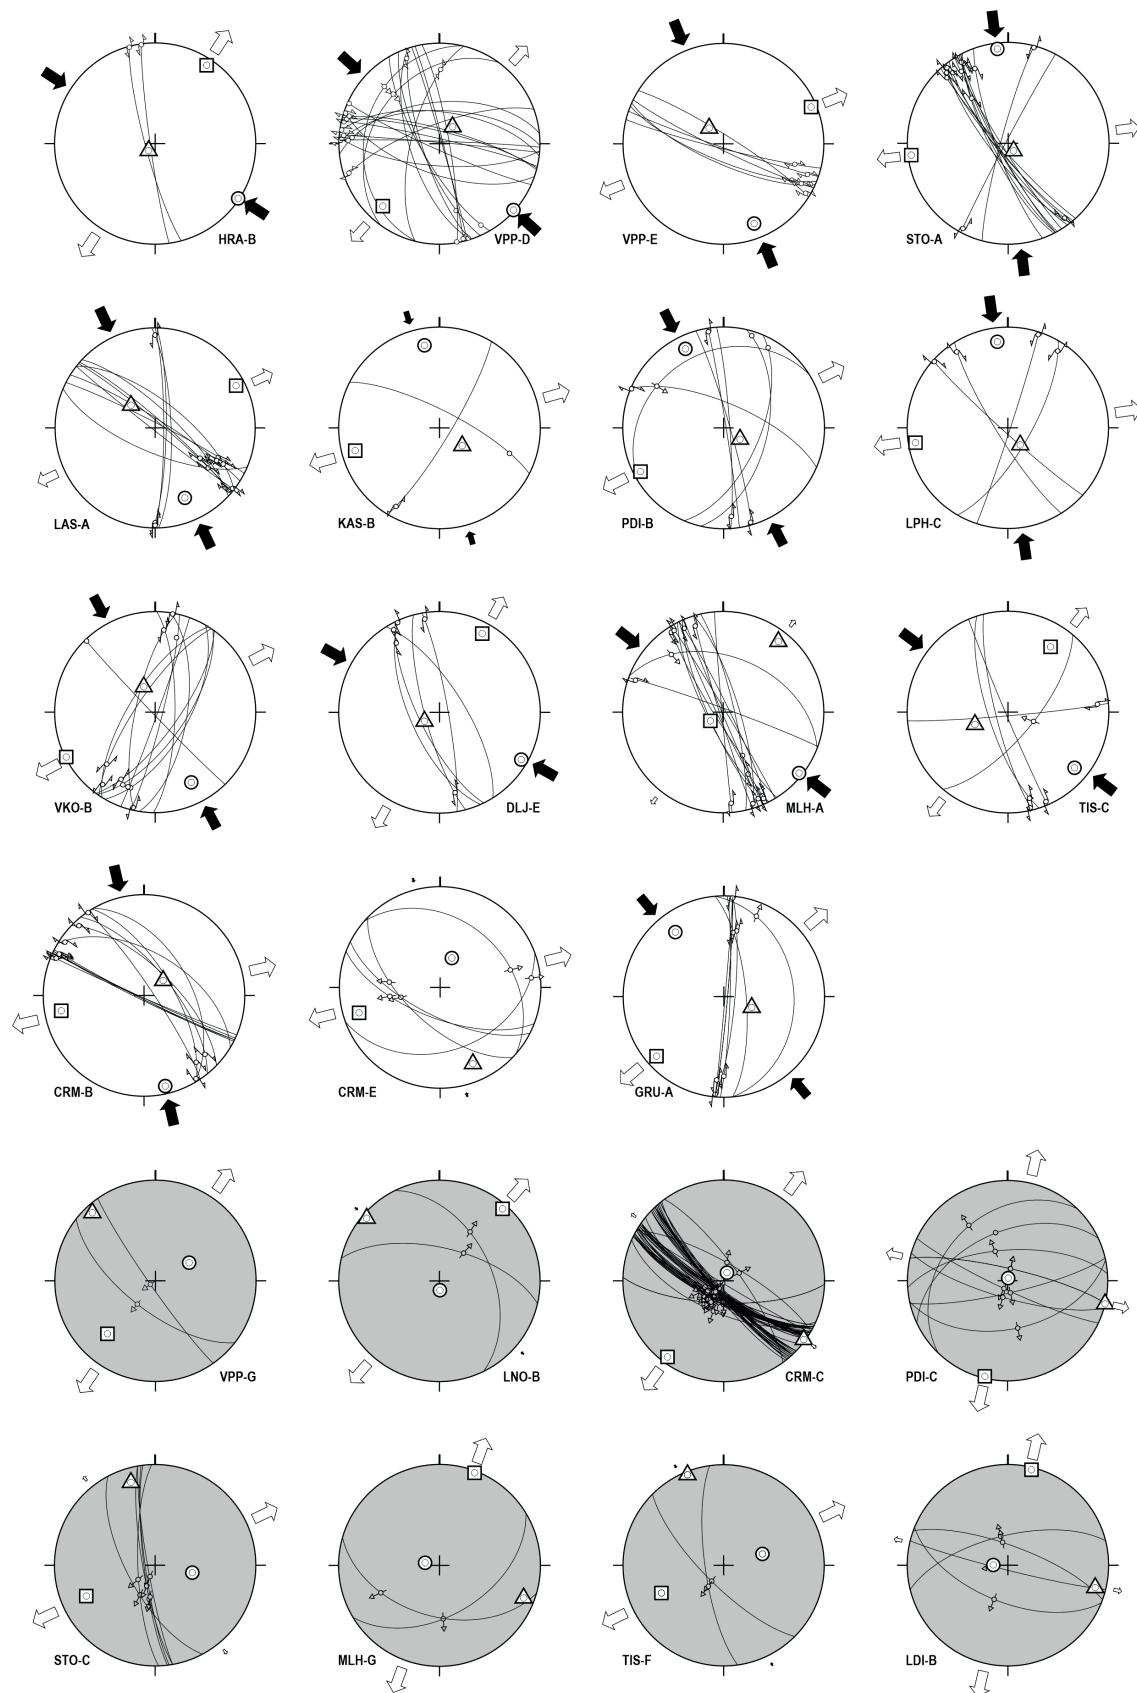 HRA-B
VPP-D
VPP-E
STO-A
LAS-A
KAS-B
PDI-B
LPH-C
VKO-B
DLJ-E
MLH-A
TIS-C
CRM-B
CRM-E
GRU-A
VPP-G
LNO-B
CRM-C
PDI-C
STO-C
MLH-G
TIS-F
LDI-B